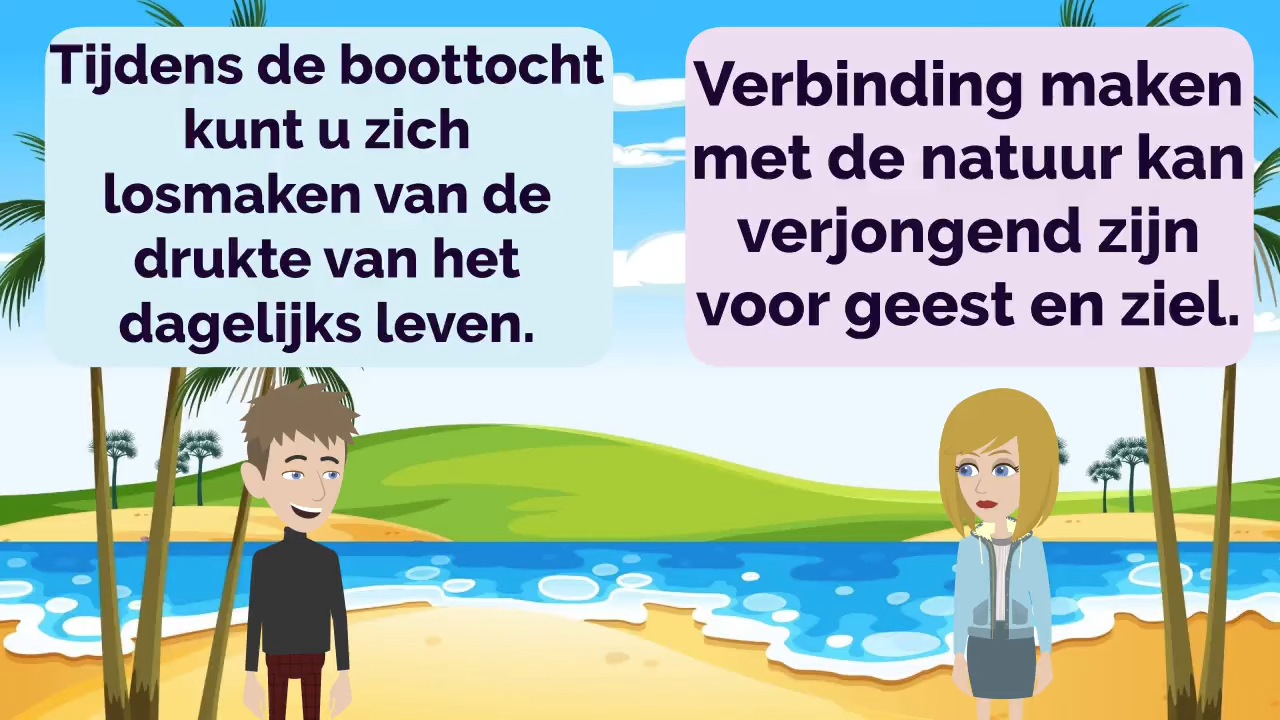 Tijdens de boottocht
kunt u zich
losmaken van de
drukte van het
dagelijks leven.
Verbinding maken
met de natuur kan
verjongend zijn
voor geest en ziel.